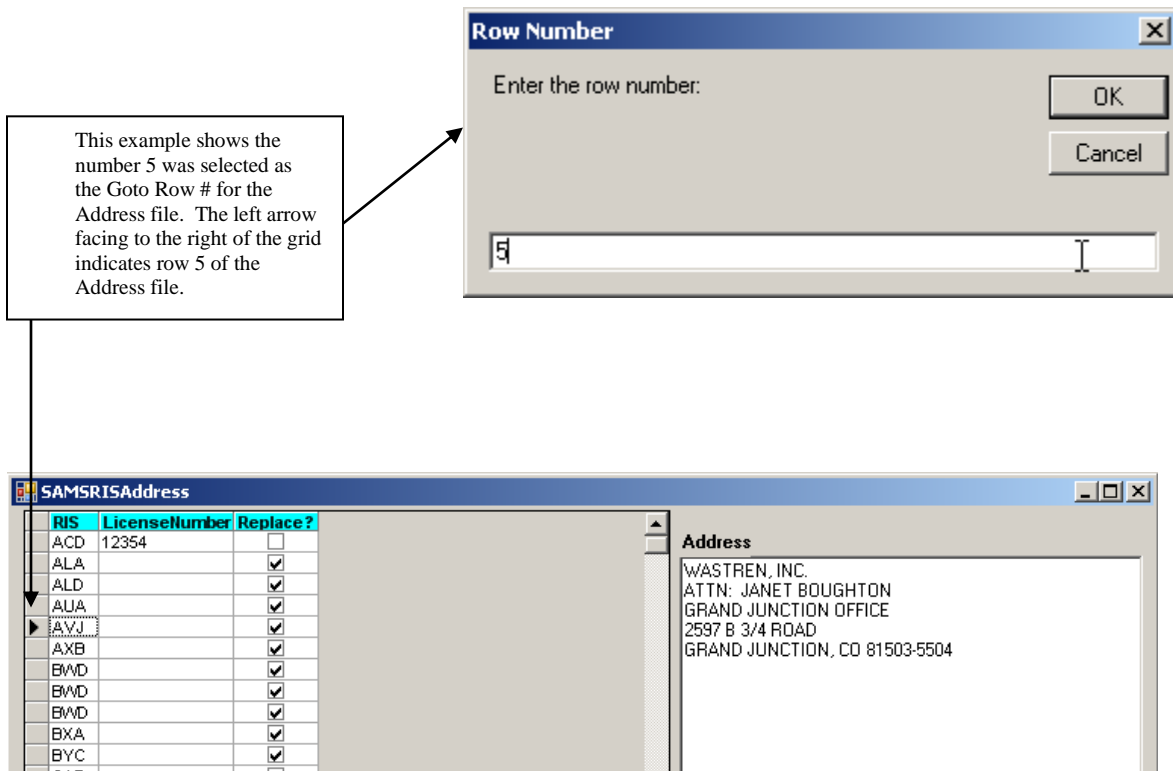 Row Number
Enter the row number:
OK
Cancel
5
This example shows the
number 5 was selected as
the Goto Row # for the
Address file.  The left arrow
facing to the right of the grid
indicates row 5 of the
Address file.
SAMSRISAddress
RIS LicenseNumber Replace?
ACD 12354
ALA
ALD
AUA
AVJ
AXB
BWD
BWD
BWD
BXA
BYC
Address
WASTREN, INC.
ATTN:  JANET BOUGHTON
GRAND JUNCTION OFFICE
2597 B 3/4 ROAD
GRAND JUNCTION, CO 81503-5504